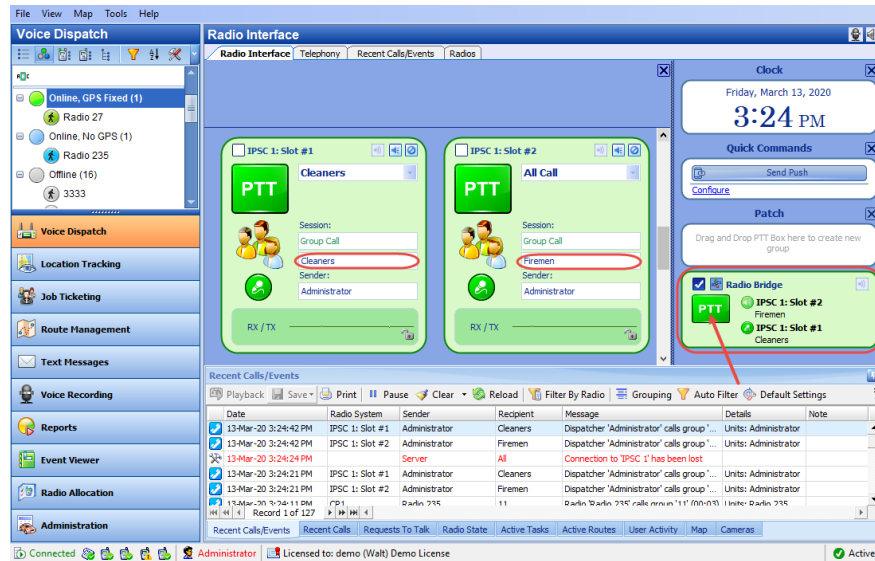 File View Map Tools Help
Voice Dispatch
Radio Interface
Radio Interface Telephony Recent Calls/Events Radios
Online, GPS Fixed (1)
Radio 27
Online, No GPS (1)
Radio 235
Offline (16)
3333
Voice Dispatch
Location Tracking
Job Ticketing
Route Management
Text Messages
Voice Recording
Reports
Event Viewer
Radio Allocation
Administration
IPSC 1: Slot #1
PTT
Cleaners
Session:
Group Call
Cleaners
Sender:
Administrator
RX / TX
IPSC 1: Slot #2
PTT
All Call
Session:
Group Call
Firemen
Sender:
Administrator
RX / TX
Clock
Friday, March 13, 2020
3:24 PM
Quick Commands
Send Push
Configure
Patch
Drag and Drop PTT Box here to create new
group
Radio Bridge
PTT
IPSC 1: Slot #2
Firemen
IPSC 1: Slot #1
Cleaners
Recent Calls/Events
Playback Save Print Pause Clear Reload Filter By Radio Grouping Auto Filter Default Settings
Date Radio System Sender Recipient Message Details Note
13-Mar-20 3:24:42 PM IPSC 1: Slot #1 Administrator Cleaners Dispatcher 'Administrator' calls group '... Units: Administrator
13-Mar-20 3:24:42 PM IPSC 1: Slot #2 Administrator Firemen Dispatcher 'Administrator' calls group '... Units: Administrator
13-Mar-20 3:24:24 PM Server All Connection to 'IPSC 1' has been lost
13-Mar-20 3:24:21 PM IPSC 1: Slot #1 Administrator Cleaners Dispatcher 'Administrator' calls group '... Units: Administrator
13-Mar-20 3:24:21 PM IPSC 1: Slot #2 Administrator Firemen Dispatcher 'Administrator' calls group '... Units: Administrator
13-Mar-20 3:24:11 PM CP1 Radio 235 11 Radio 'Radio 235' calls group '11' (00:03) Units: Radio 235
Record 1 of 127
Recent Calls/Events Recent Calls Requests To Talk Radio State Active Tasks Active Routes User Activity Map Cameras
Connected Administrator Licensed to: demo (Walt) Demo License Active